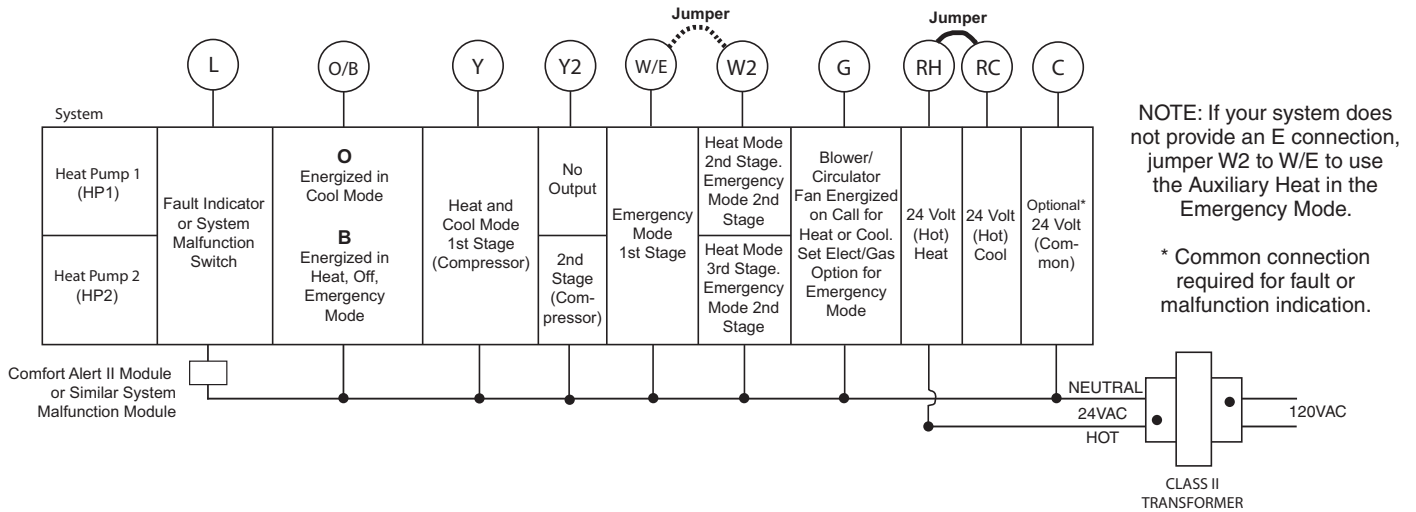 Jumper
Jumper
L
O/B
Y
Y2
W/E
W2
G
RH
RC
C
System
Heat Pump 1
(HP1)
Heat Pump 2
(HP2)
Fault Indicator
or System
Malfunction
Switch
O
Energized in
Cool Mode
B
Energized in
Heat, Off,
Emergency
Mode
Heat and
Cool Mode
1st Stage
(Compressor)
No
Output
2nd
Stage
(Com-
pressor)
Emergency
Mode
1st Stage
Heat Mode
2nd Stage.
Emergency
Mode 2nd
Stage
Heat Mode
3rd Stage.
Emergency
Mode 2nd
Stage
Blower/
Circulator
Fan Energized
on Call for
Heat or Cool.
Set Elect/Gas
Option for
Emergency
Mode
24 Volt
(Hot)
Heat
24 Volt
(Hot)
Cool
Optional*
24 Volt
(Com-
mon)
NOTE: If your system does
not provide an E connection,
jumper W2 to W/E to use
the Auxiliary Heat in the
Emergency Mode.
* Common connection
required for fault or
malfunction indication.
Comfort Alert II Module
or Similar System
Malfunction Module
NEUTRAL
24VAC
HOT
120VAC
CLASS II
TRANSFORMER